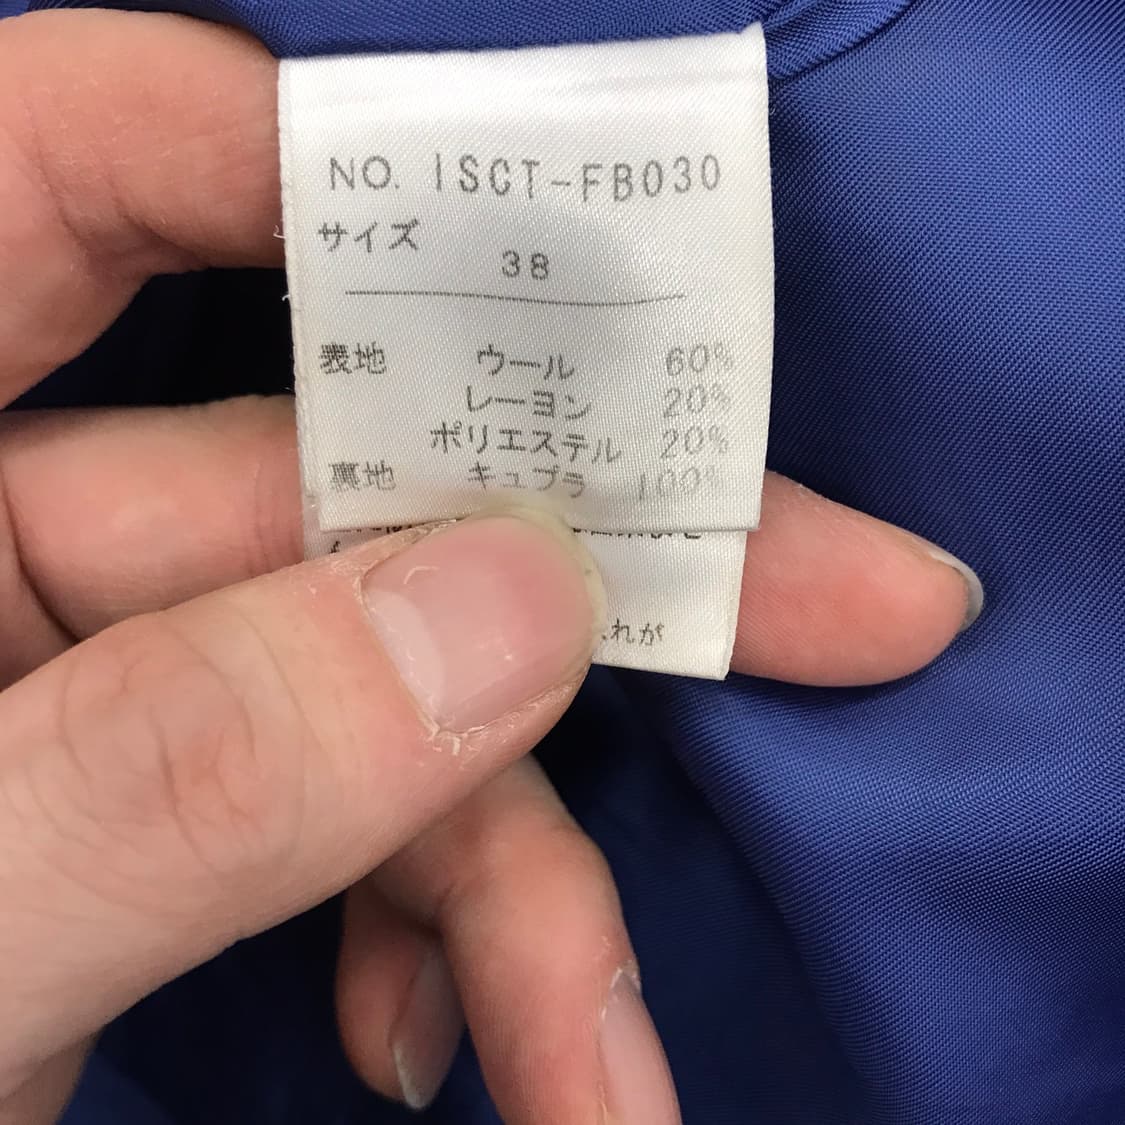 NO. ISCT-FB030
サイズ
38
表地 ウール 60%
レーヨン 20%
ポリエステル 20%
裏地 キュプラ 100%
れが